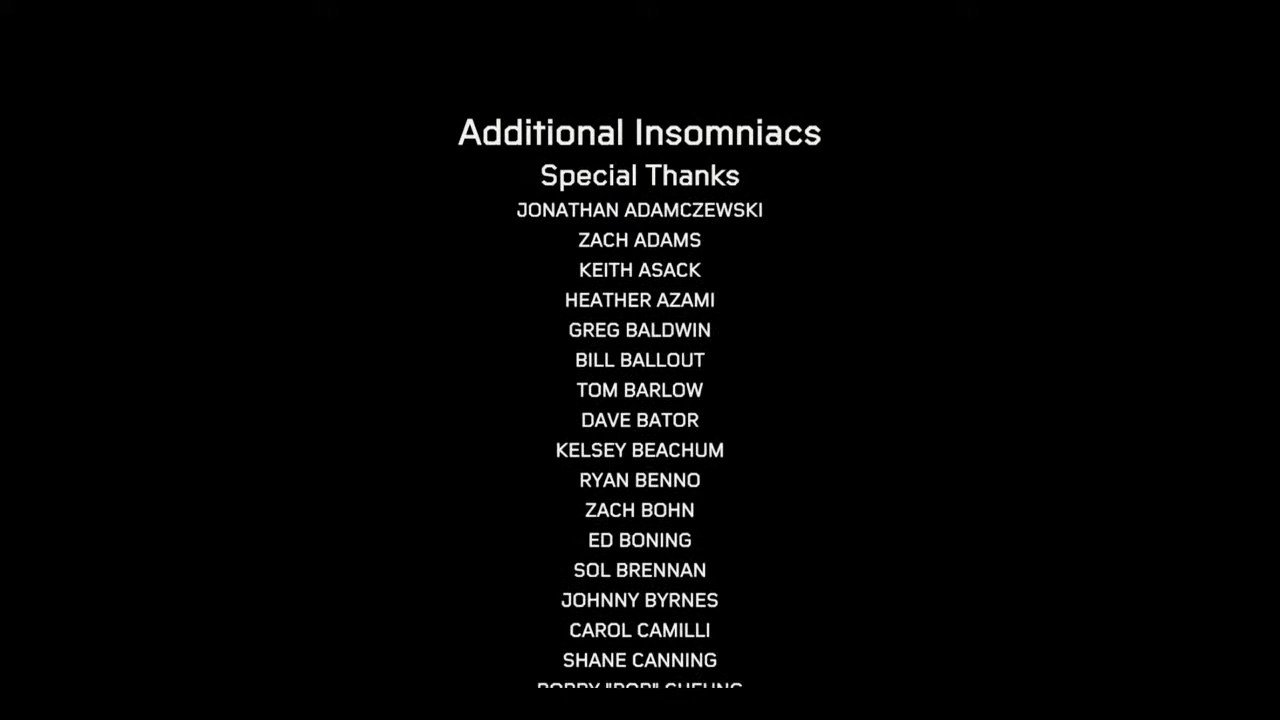 Additional Insomniacs
Special Thanks
JONATHAN ADAMCZEWSKI
ZACH ADAMS
KEITH ASACK
HEATHER AZAMI
GREG BALDWIN
BILL BALLOUT
TOM BARLOW
DAVE BATOR
KELSEY BEACHUM
RYAN BENNO
ZACH BOHN
ED BONING
SOL BRENNAN
JOHNNY BYRNES
CAROL CAMILLI
SHANE CANNING